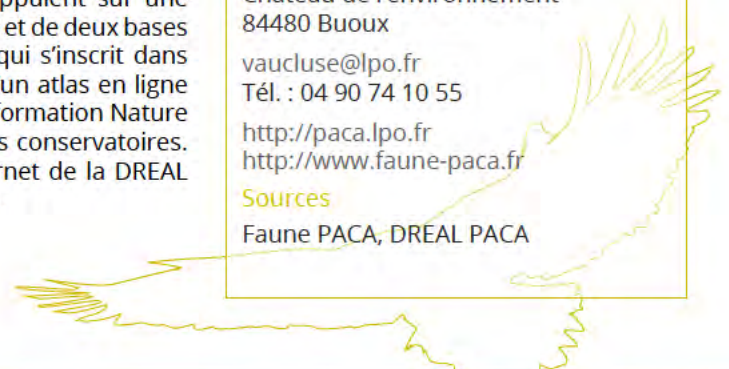 et de deux bases
qui s'inscrit dans
un atlas en ligne
formation Nature
s conservatoires.
rnet de la DREAL
84480 Buoux
vaucluse@lpo.fr
Tél. : 04 90 74 10 55
http://paca.lpo.fr
http://www.faune-paca.fr
Sources
Faune PACA, DREAL PACA